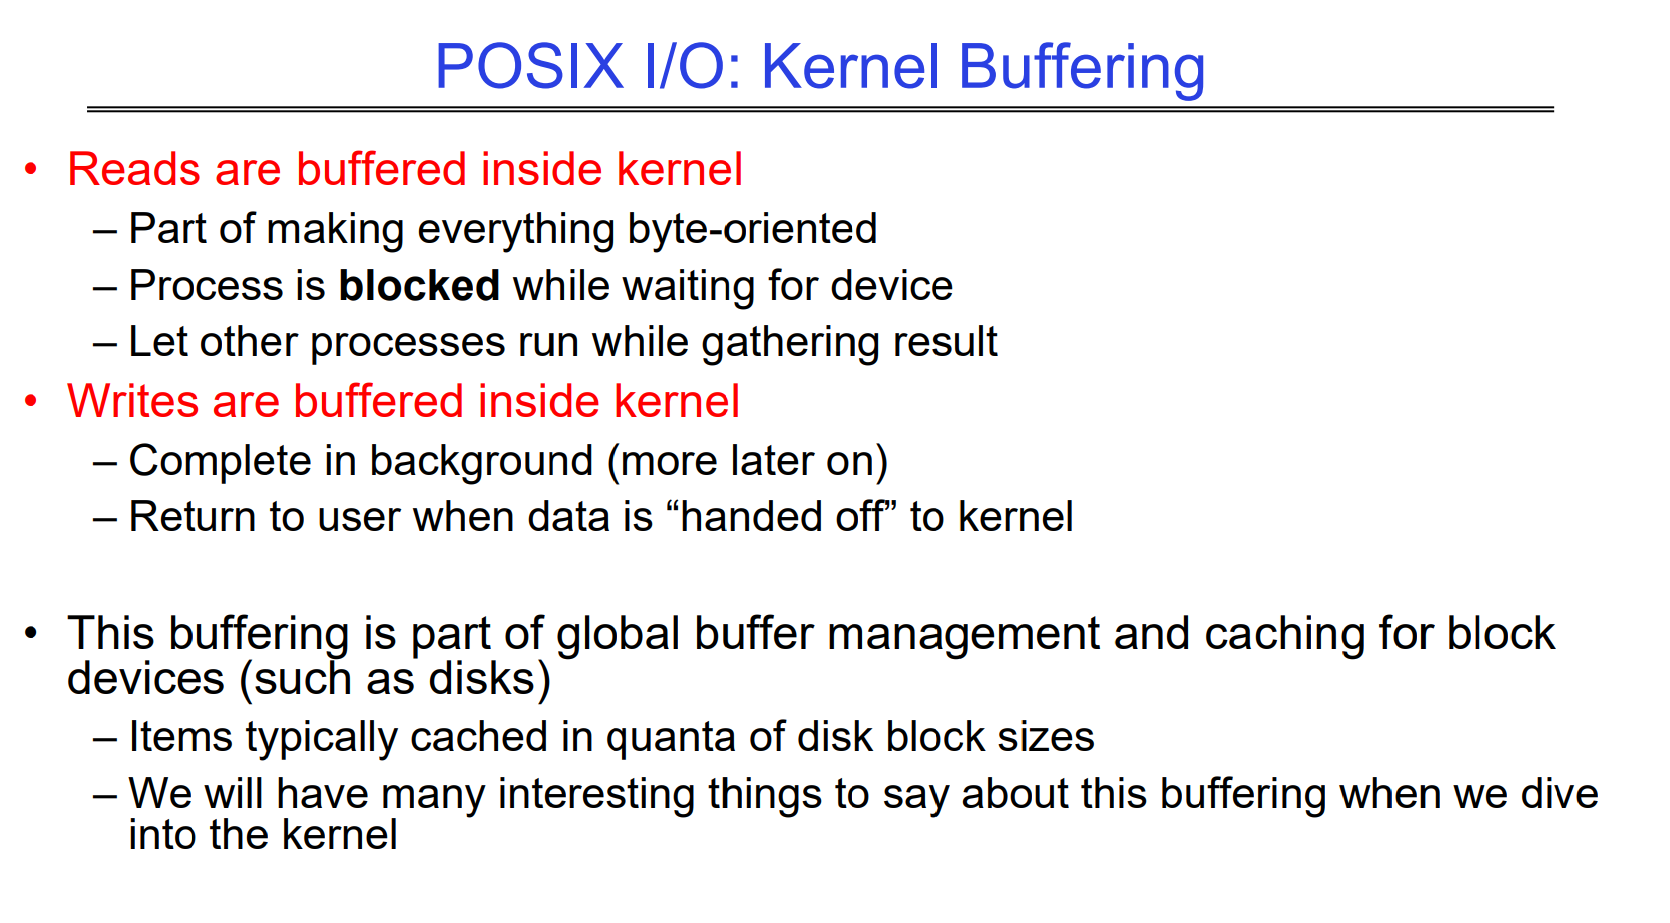 POSIX I/O: Kernel Buffering
• Reads are buffered inside kernel
– Part of making everything byte-oriented
– Process is blocked while waiting for device
– Let other processes run while gathering result
• Writes are buffered inside kernel
– Complete in background (more later on)
– Return to user when data is “handed off” to kernel
• This buffering is part of global buffer management and caching for block
devices (such as disks)
– Items typically cached in quanta of disk block sizes
– We will have many interesting things to say about this buffering when we dive
into the kernel